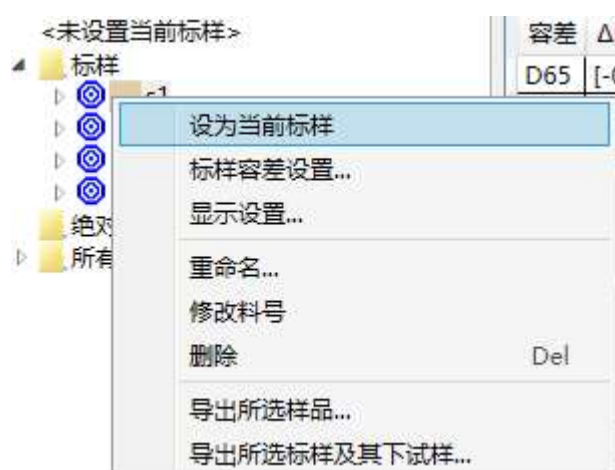 <未设置当前标样>
容差 Δ
标样
D65 [-0
s1
设为当前标样
标样容差设置...
显示设置...
绝对
所有
重命名...
修改料号
删除 Del
导出所选样品...
导出所选标样及其下试样...